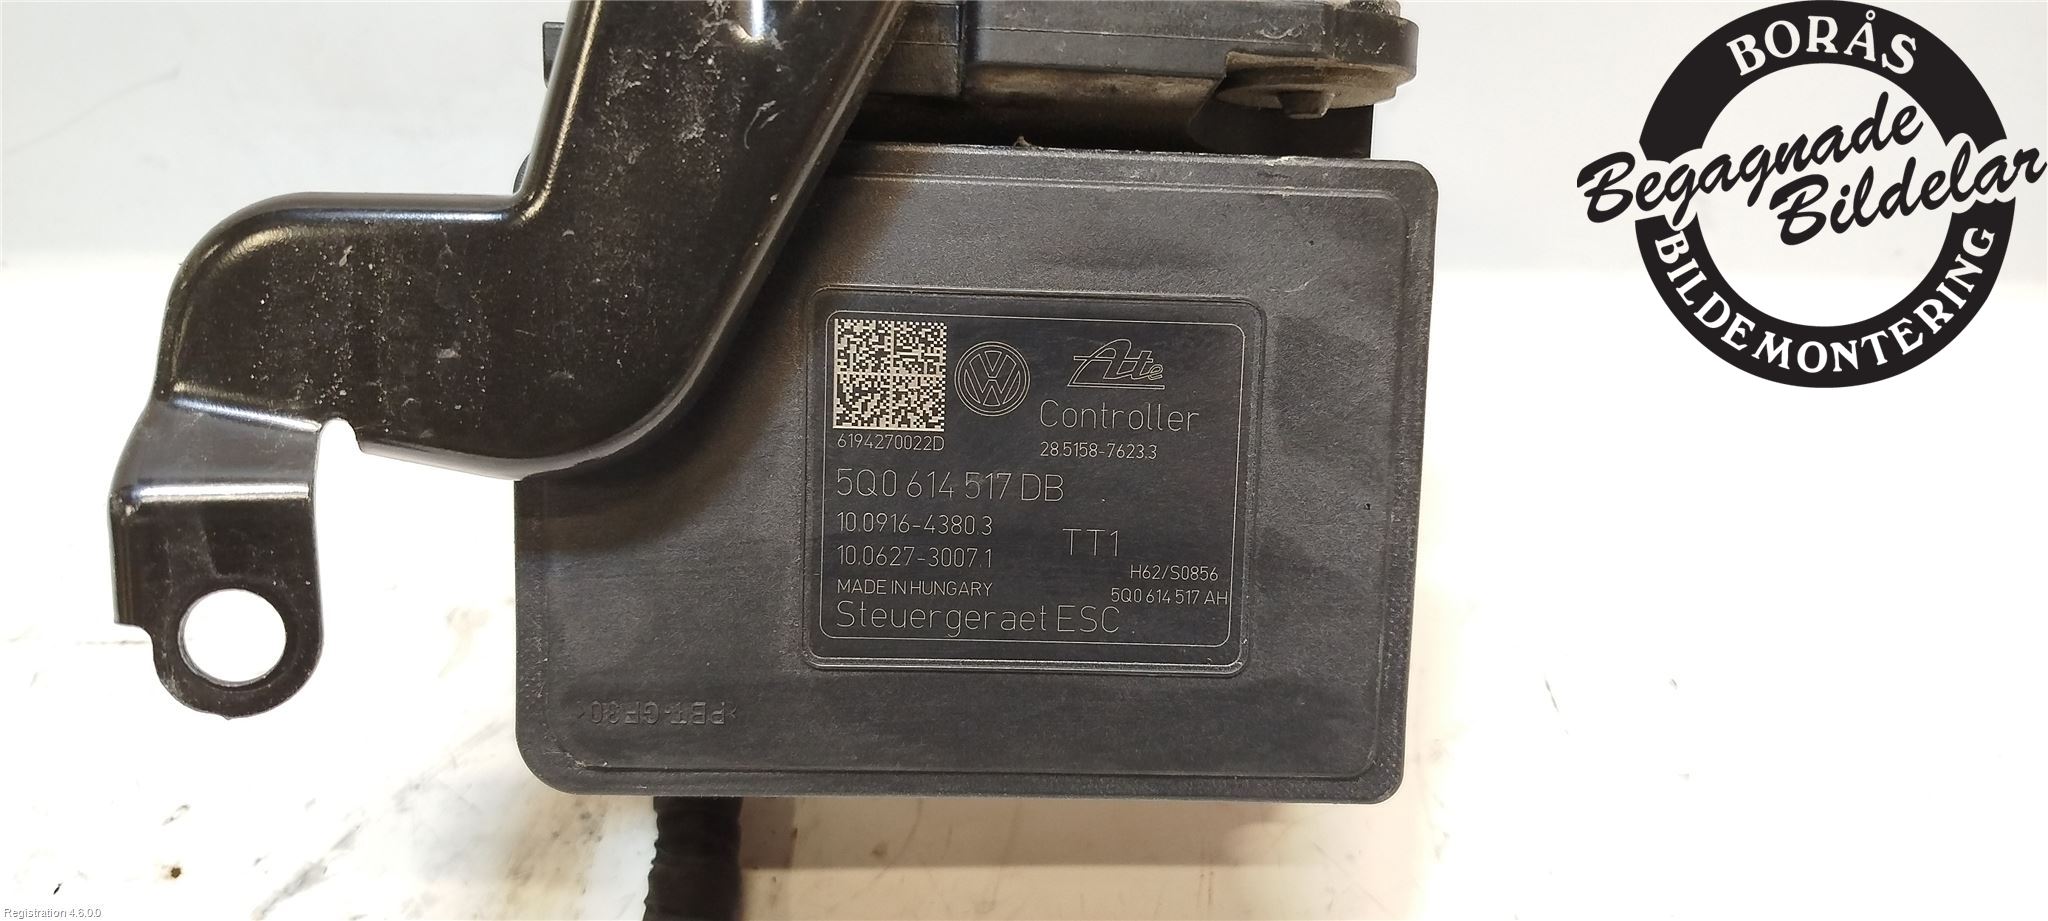 BORÅS
Begagnade
Bildelar
BILDEMONTERING
Ate
Controller
6194270022D
28.5158-7623.3
5Q0 614 517 DB
10.0916-4380.3
TT1
10.0627-3007.1
H62/S0856
MADE IN HUNGARY
5Q0 614 517 AH
Steuergeraet ESC
>PBT-GF30<
Registration 4.6.0.0